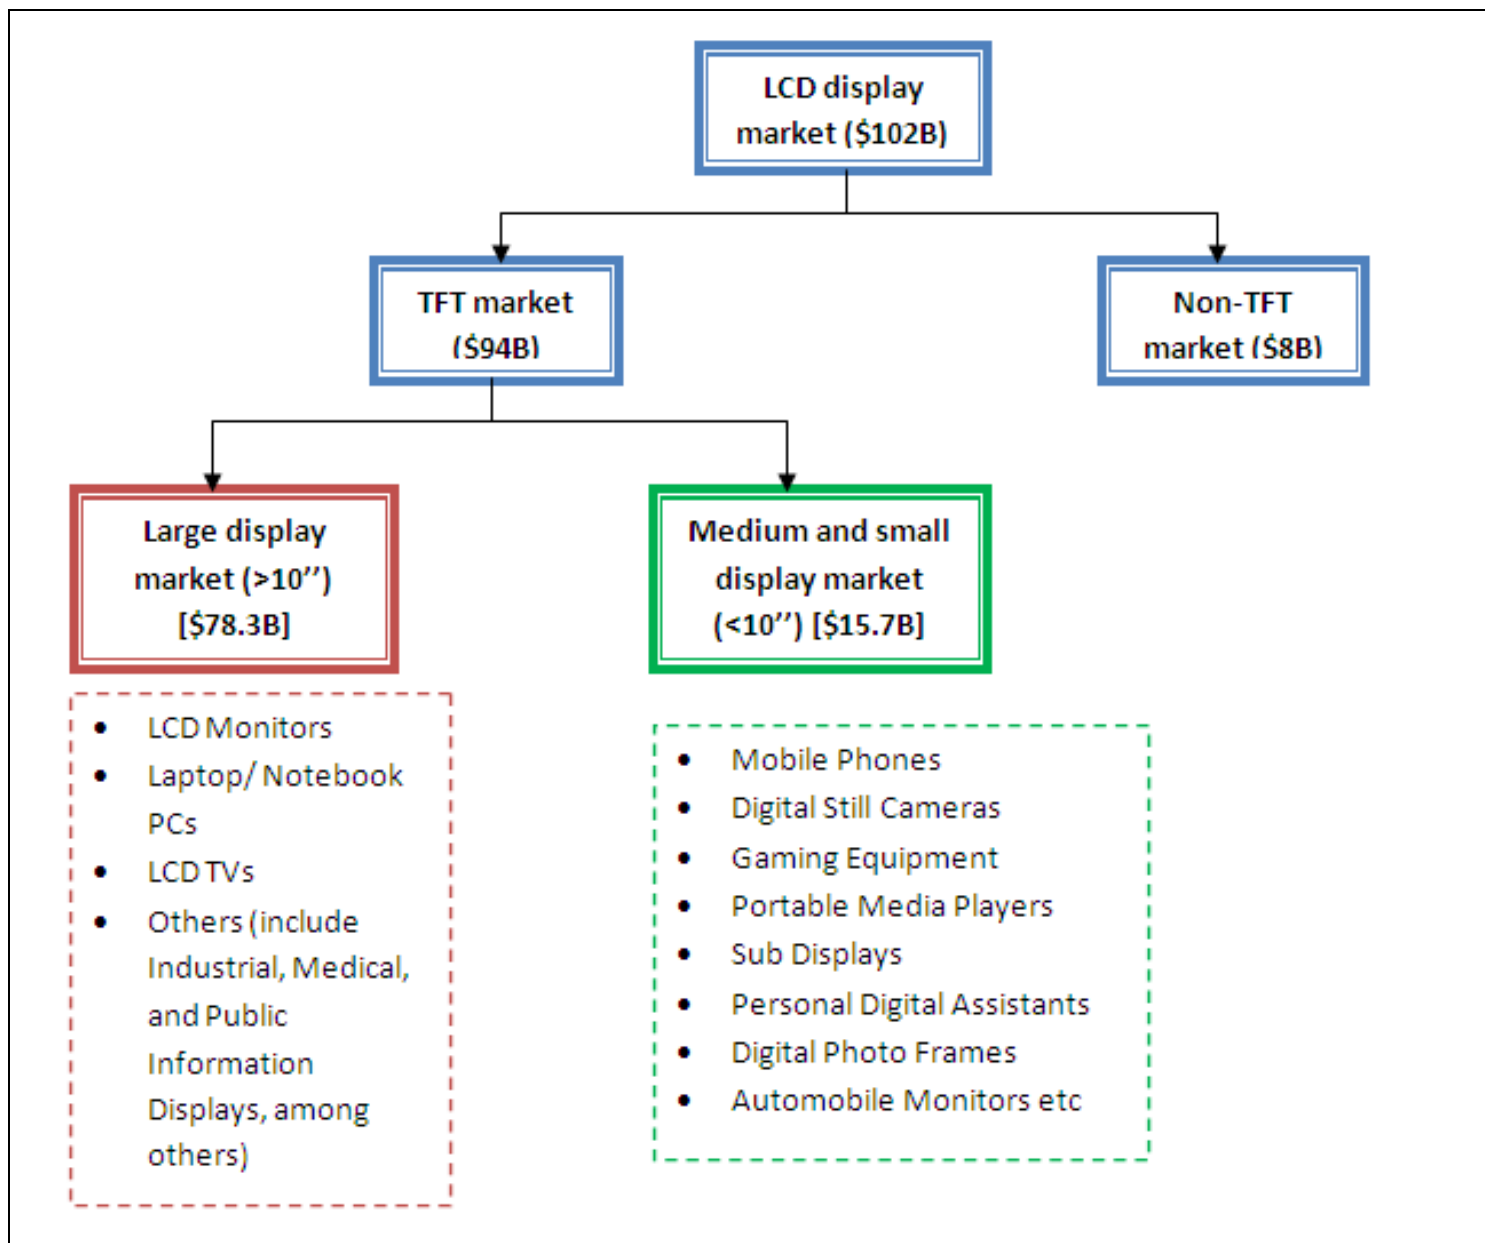 LCD display
market ($102B)
TFT market
($94B)
Non-TFT
market ($8B)
Large display
market (>10’’)
[$78.3B]
Medium and small
display market
(<10’’) [$15.7B]
• LCD Monitors
• Laptop/ Notebook
PCs
• LCD TVs
• Others (include
Industrial, Medical,
and Public
Information
Displays, among
others)
• Mobile Phones
• Digital Still Cameras
• Gaming Equipment
• Portable Media Players
• Sub Displays
• Personal Digital Assistants
• Digital Photo Frames
• Automobile Monitors etc